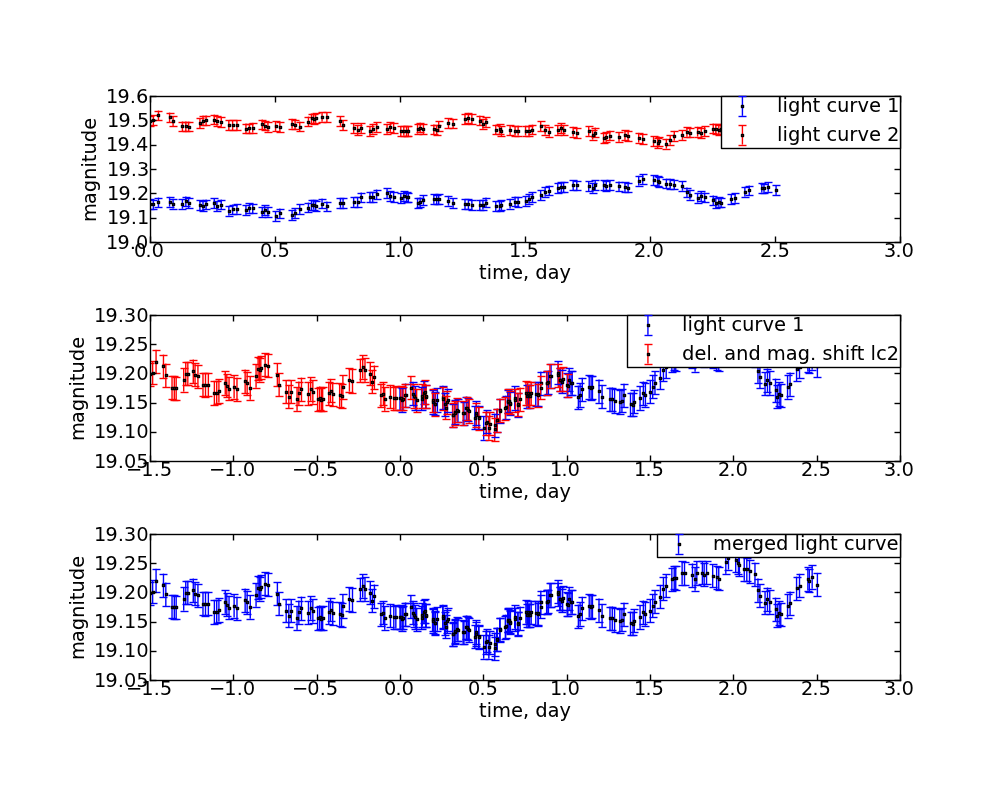 19.6
19.5
19.4
19.3
19.2
19.1
19.0
magnitude
light curve 1
light curve 2
0.0 0.5 1.0 1.5 2.0 2.5 3.0
time, day
19.30
19.25
19.20
19.15
19.10
19.05
magnitude
light curve 1
del. and mag. shift lc2
−1.5 −1.0 −0.5 0.0 0.5 1.0 1.5 2.0 2.5 3.0
time, day
19.30
19.25
19.20
19.15
19.10
19.05
magnitude
merged light curve
−1.5 −1.0 −0.5 0.0 0.5 1.0 1.5 2.0 2.5 3.0
time, day